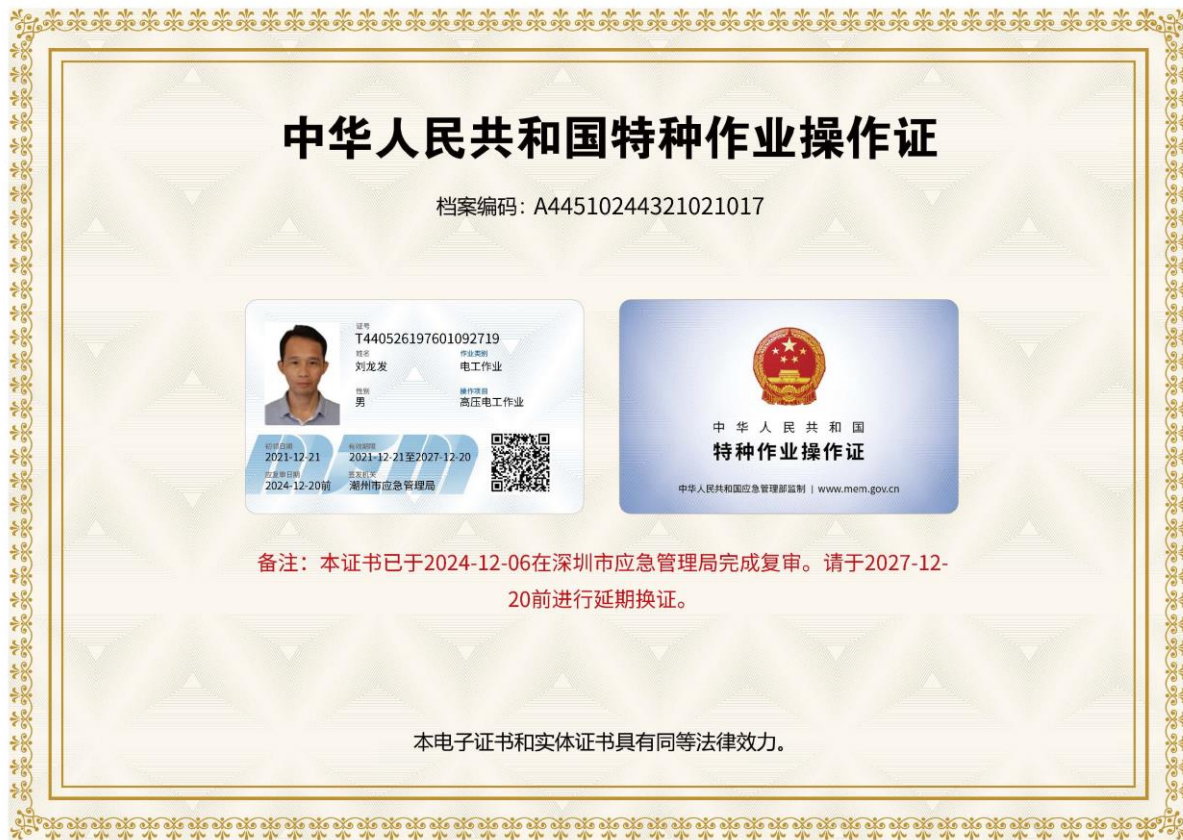 中华人民共和国特种作业操作证
档案编码：A44510244321021017
证号
T440526197601092719
姓名
作业类别
刘龙发
电工作业
性别
操作项目
男
高压电工作业
初领日期
有效期限
2021-12-21
2021-12-21至2027-12-20
应复审日期
签发机关
2024-12-20前
潮州市应急管理局
中华人民共和国
特种作业操作证
中华人民共和国应急管理部监制 | www.mem.gov.cn
备注：本证书已于2024-12-06在深圳市应急管理局完成复审。请于2027-12-
20前进行延期换证。
本电子证书和实体证书具有同等法律效力。